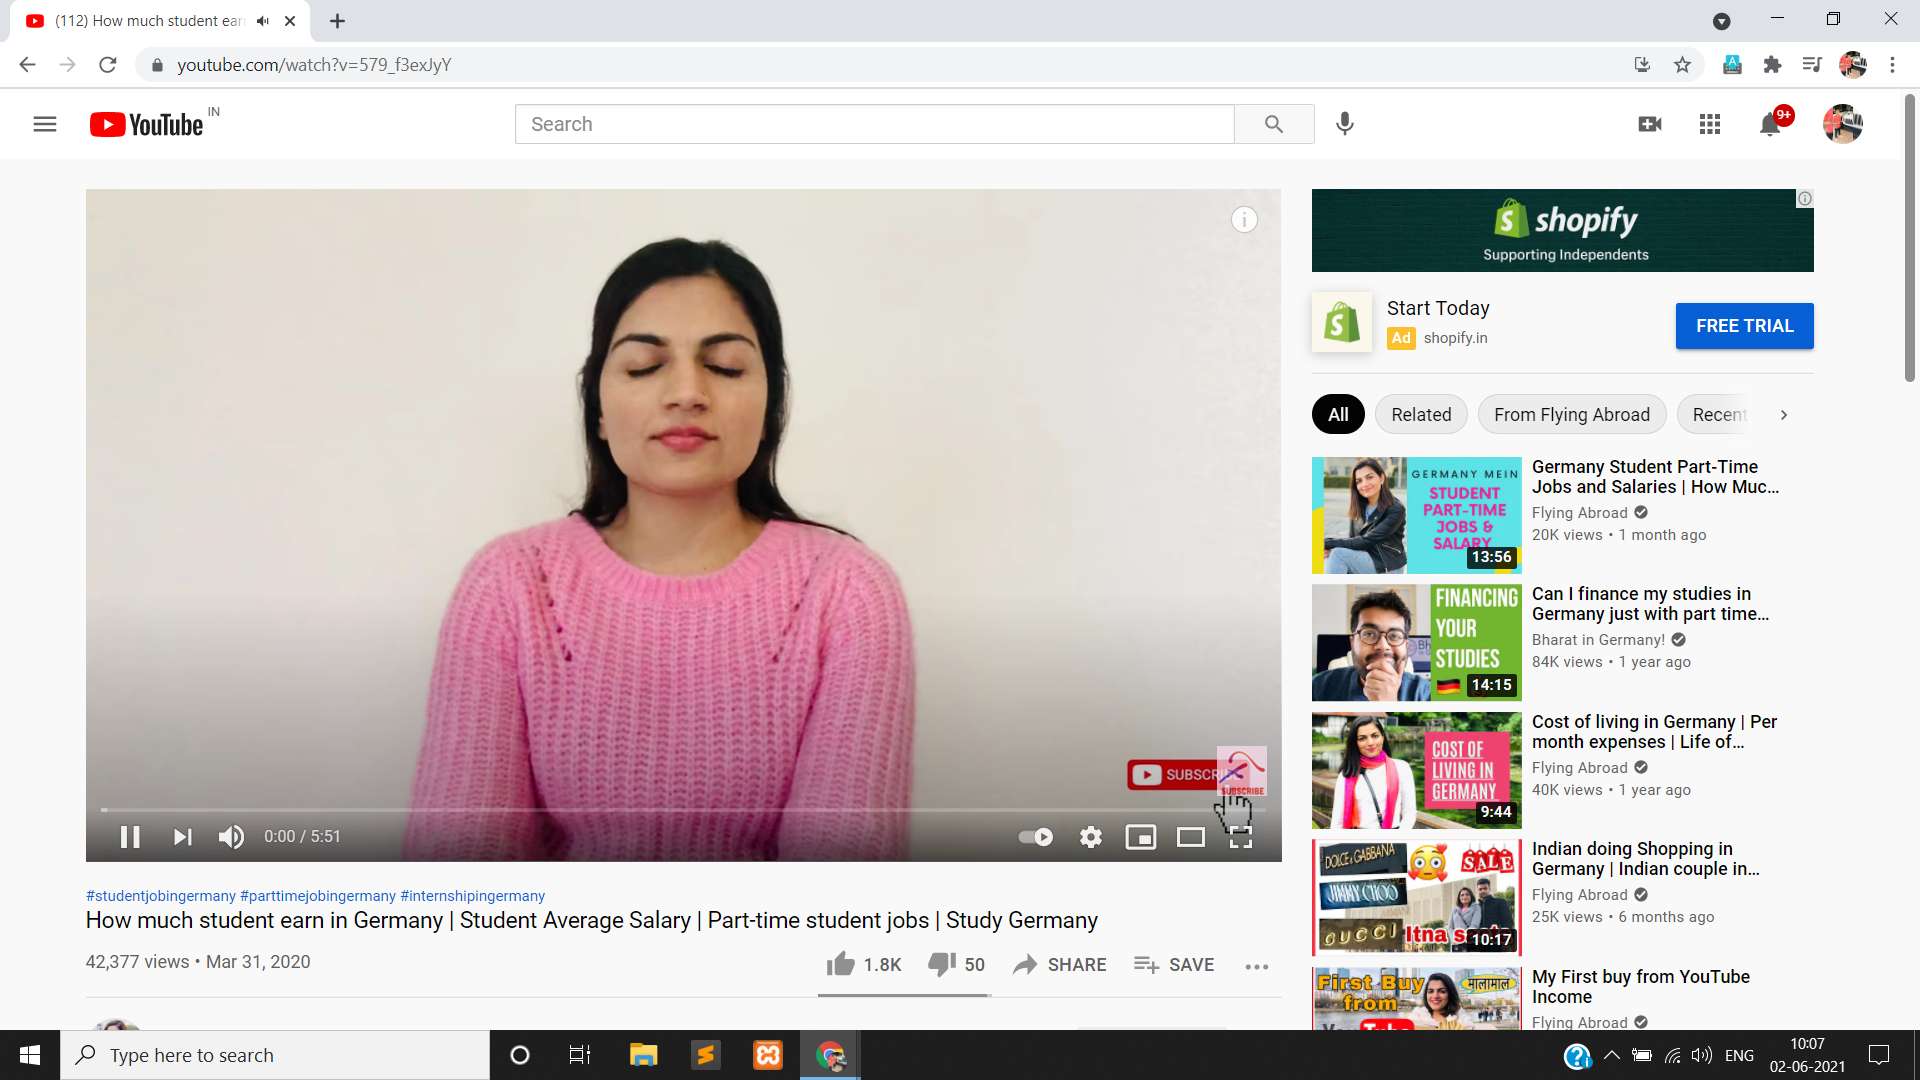 (112) How much student ear
youtube.com/watch?v=579_f3exJyY
YouTube IN
Search
9+
shopify
Supporting Independents
Start Today
Ad shopify.in
FREE TRIAL
All
Related
From Flying Abroad
Recent
SUBSCRI
SUBSCRIBE
0:00 / 5:51
#studentjobingermany #parttimejobingermany #internshipingermany
How much student earn in Germany | Student Average Salary | Part-time student jobs | Study Germany
42,377 views • Mar 31, 2020
1.8K
50
SHARE
SAVE
GERMANY MEIN
STUDENT
PART-TIME
JOBS &
SALARY
13:56
Germany Student Part-Time
Jobs and Salaries | How Muc...
Flying Abroad
20K views • 1 month ago
FINANCING
YOUR
STUDIES
14:15
Can I finance my studies in
Germany just with part time...
Bharat in Germany!
84K views • 1 year ago
COST OF
LIVING IN
GERMANY
9:44
Cost of living in Germany | Per
month expenses | Life of...
Flying Abroad
40K views • 1 year ago
DOLCE & GABBANA
SALE
JIMMY CHOO
GUCCI
Itna s
10:17
Indian doing Shopping in
Germany | Indian couple in...
Flying Abroad
25K views • 6 months ago
First Buy
from
मालामाल
My First buy from YouTube
Income
Flying Abroad
Type here to search
ENG
10:07
02-06-2021